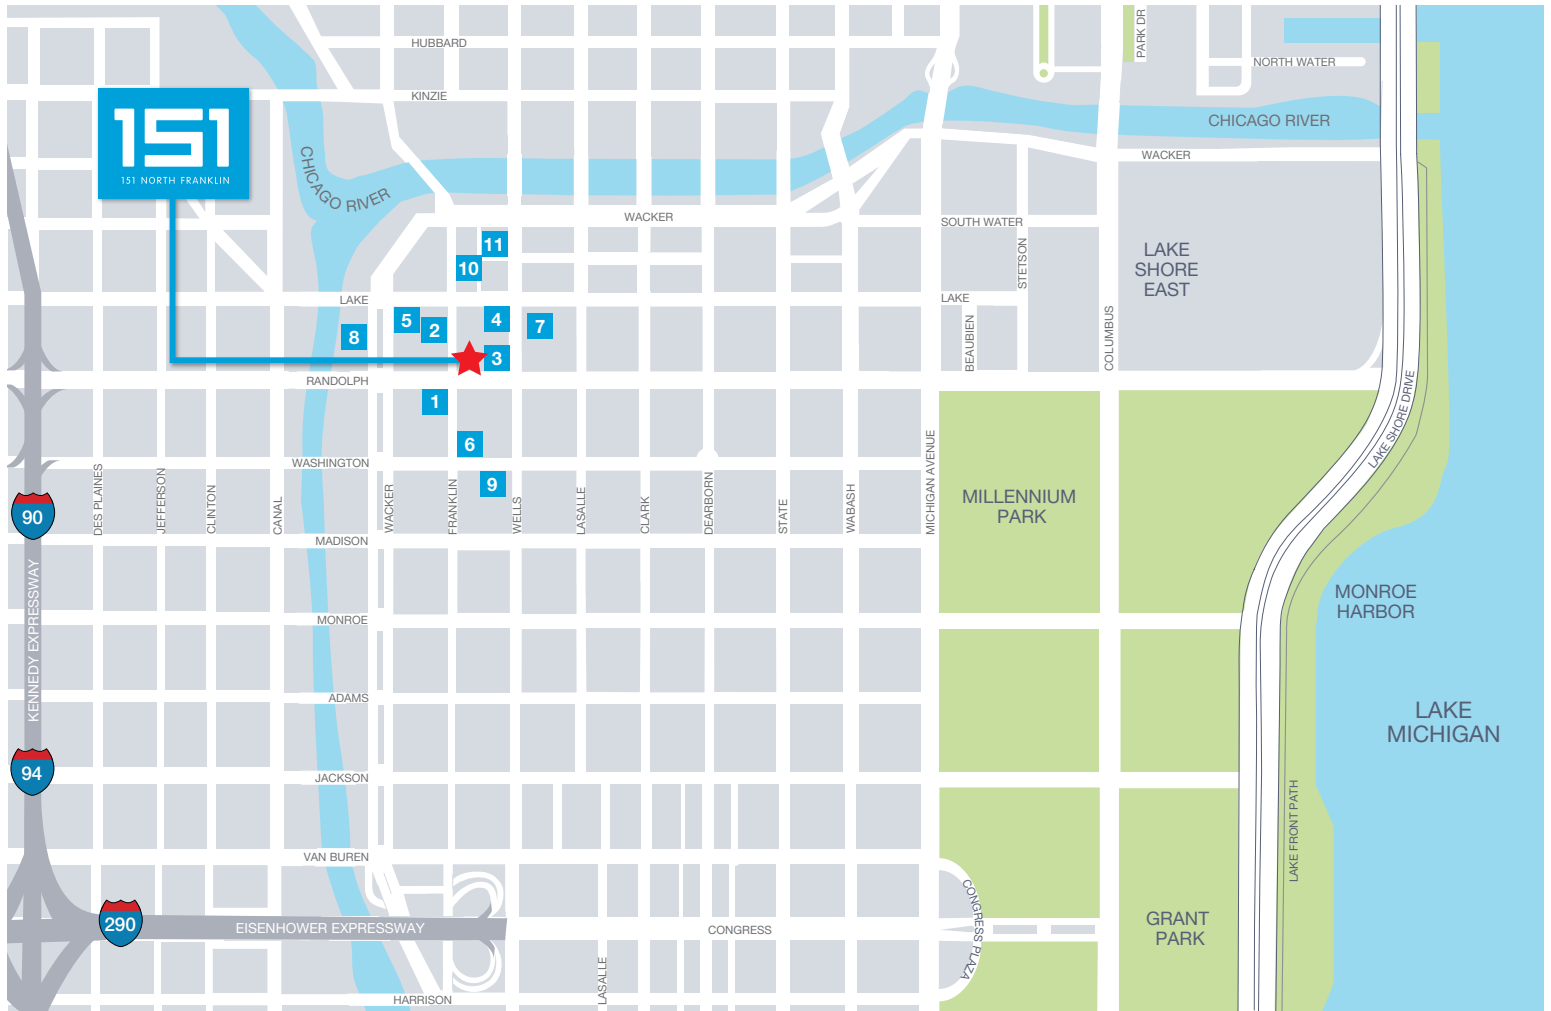 HUBBARD
PARK DR
NORTH WATER
KINZIE
CHICAGO RIVER
151
151 NORTH FRANKLIN
CHICAGO RIVER
WACKER
WACKER
SOUTH WATER
11
10
STETSON
LAKE
SHORE
EAST
LAKE
LAKE
5
2
4
7
8
3
BEAUBIEN
COLUMBUS
RANDOLPH
1
LAKE SHORE DRIVE
6
WASHINGTON
9
90
DES PLAINES
JEFFERSON
CLINTON
CANAL
WACKER
FRANKLIN
WELLS
LASALLE
CLARK
DEARBORN
STATE
WABASH
MICHIGAN AVENUE
MILLENNIUM
PARK
MADISON
KENNEDY EXPRESSWAY
MONROE
HARBOR
MONROE
ADAMS
LAKE
MICHIGAN
94
JACKSON
LAKE FRONT PATH
VAN BUREN
290
EISENHOWER EXPRESSWAY
CONGRESS
CONGRESS PLAZA
GRANT
PARK
LASALLE
HARRISON